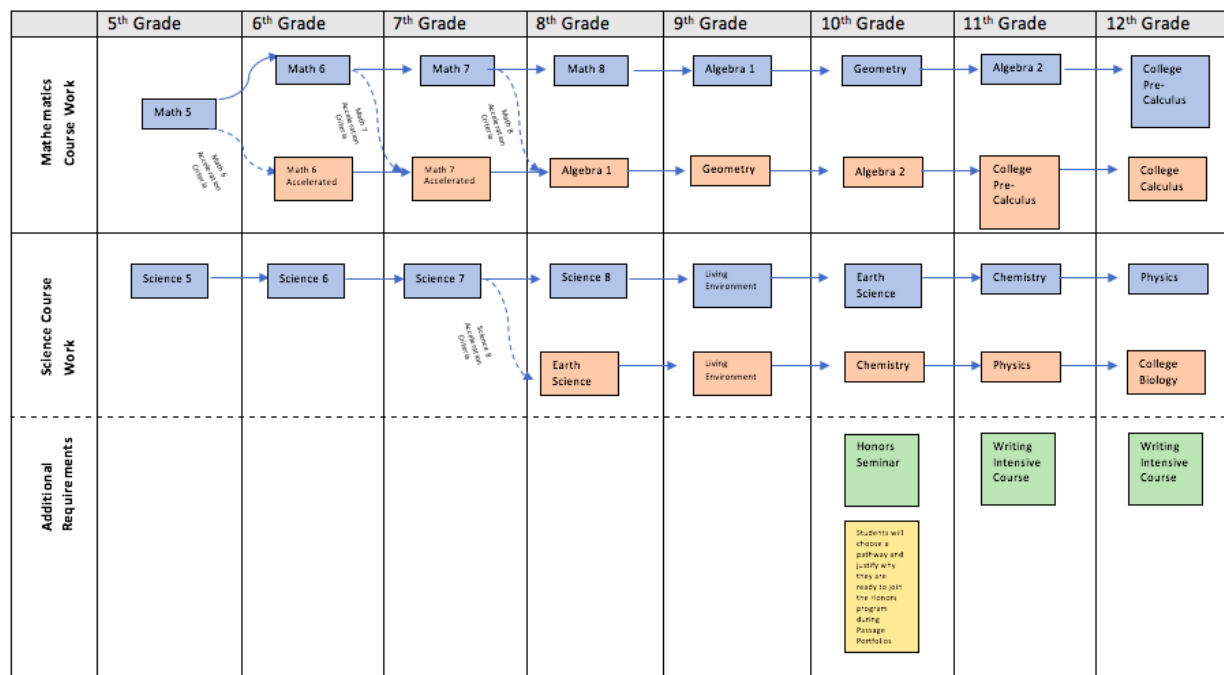 5th Grade
6th Grade
7th Grade
8th Grade
9th Grade
10th Grade
11th Grade
12th Grade
Mathematics
Course Work
Math 5
Math 6
Math 7
Math 8
Algebra 1
Geometry
Algebra 2
College
Pre-
Calculus
Math 6
Acceleration
Criteria
Math 7
Acceleration
Criteria
Math 8
Acceleration
Criteria
Math 6
Accelerated
Math 7
Accelerated
Algebra 1
Geometry
Algebra 2
College
Pre-
Calculus
College
Calculus
Science Course
Work
Science 5
Science 6
Science 7
Science 8
Living
Environment
Earth
Science
Chemistry
Physics
Science 8
Acceleration
Criteria
Earth
Science
Living
Environment
Chemistry
Physics
College
Biology
Additional
Requirements
Honors
Seminar
Writing
Intensive
Course
Writing
Intensive
Course
Students will
choose a
pathway and
justify why
they are
ready to join
the Honors
program
during
Passage
Portfolios